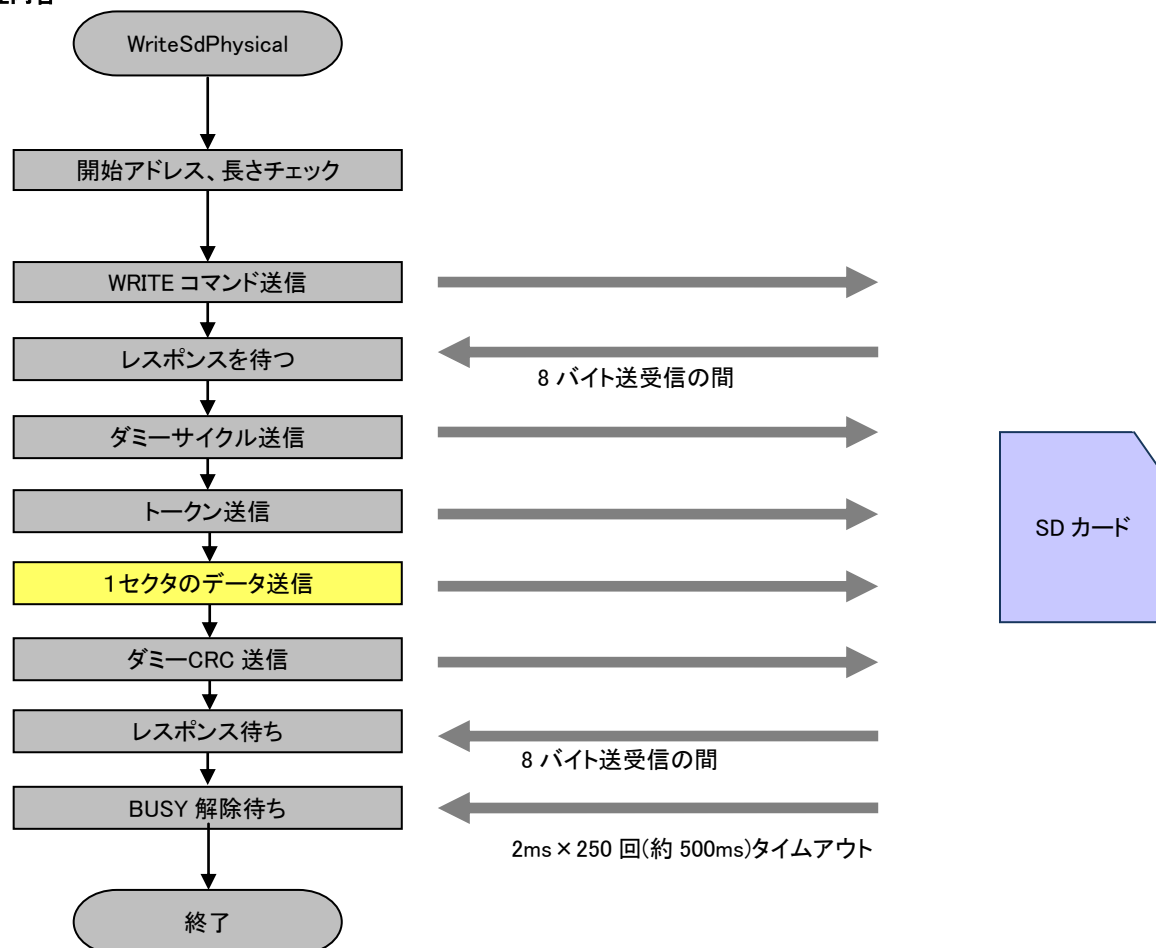 WriteSdPhysical
開始アドレス、長さチェック
WRITE コマンド送信
レスポンスを待つ
8 バイト送受信の間
ダミーサイクル送信
トークン送信
SD カード
1セクタのデータ送信
ダミーCRC 送信
レスポンス待ち
8 バイト送受信の間
BUSY 解除待ち
2ms×250 回(約 500ms)タイムアウト
終了